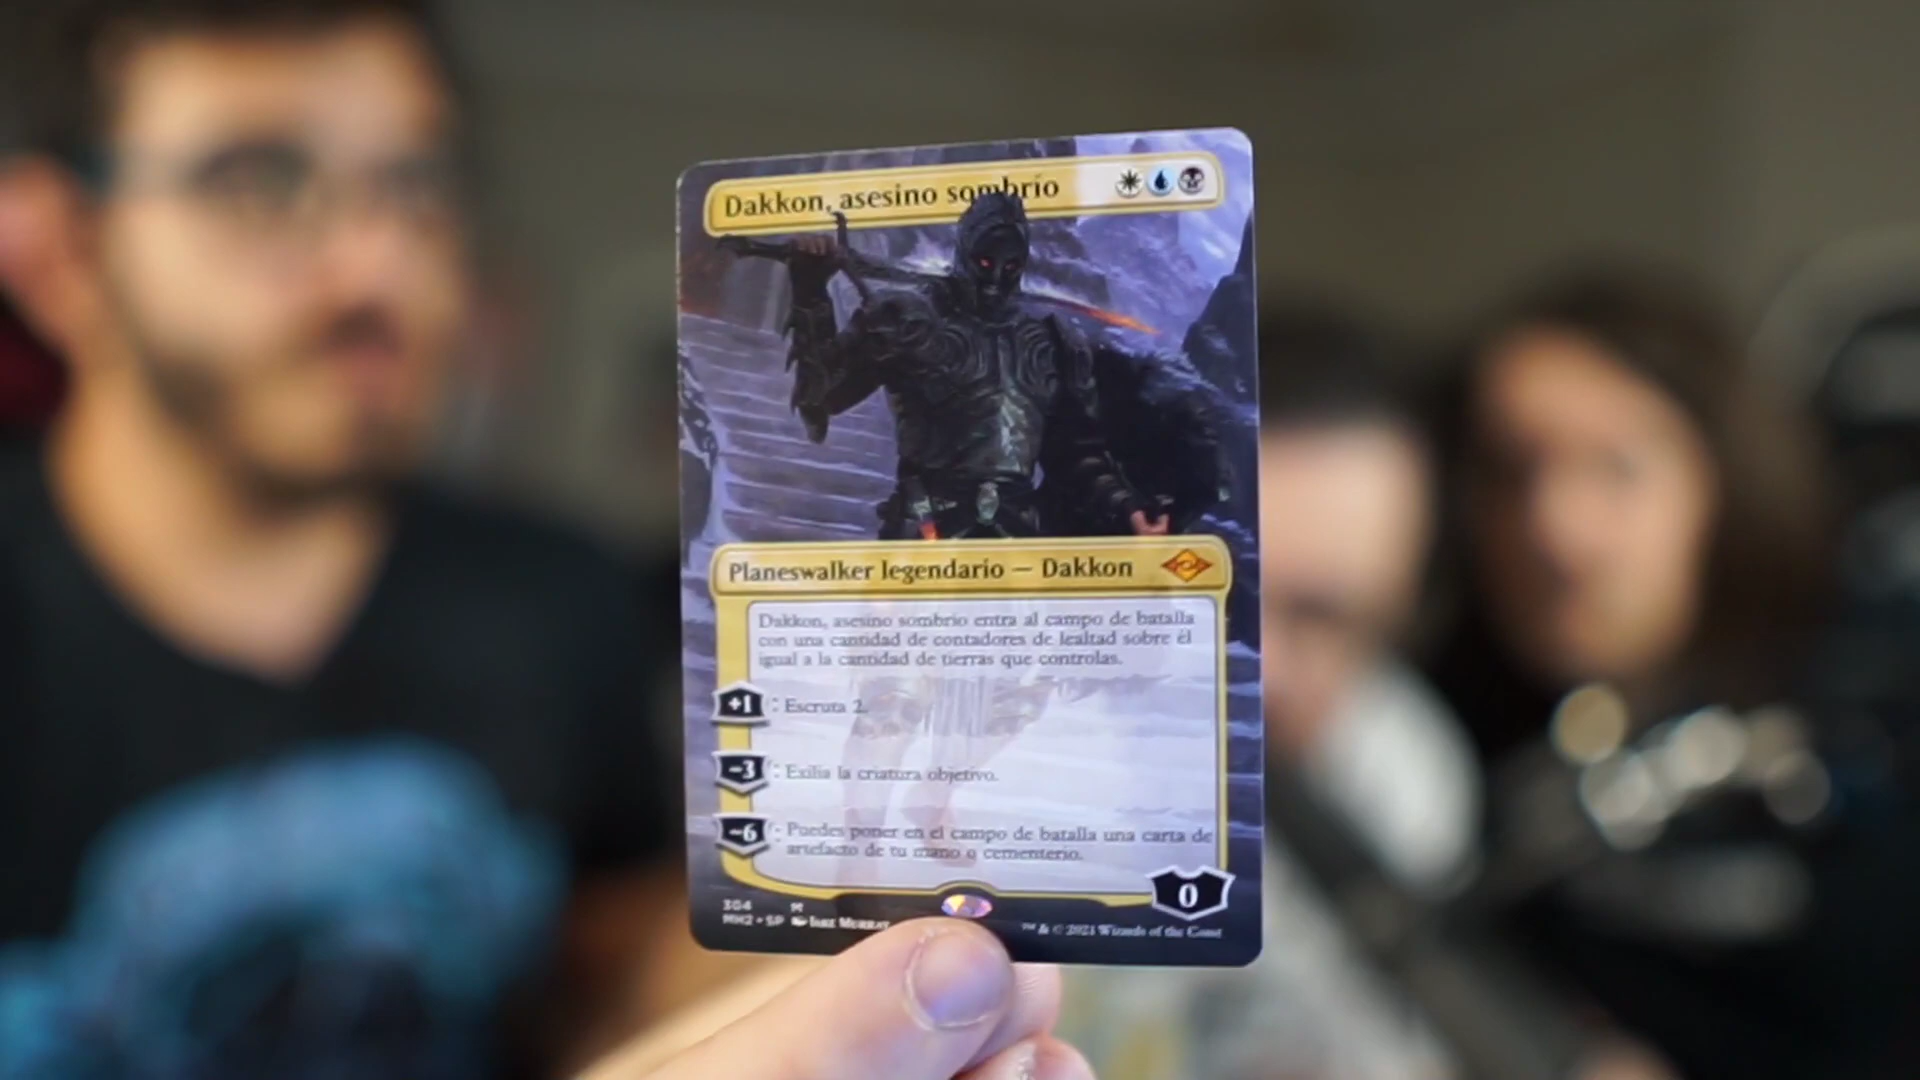 Dakkon, asesino sombrío
Planeswalker legendario — Dakkon
Dakkon, asesino sombrío entra al campo de batalla
con una cantidad de contadores de lealtad sobre él
igual a la cantidad de tierras que controlas.
+1 : Escruta 2.
−3 : Exilia la criatura objetivo.
−6 : Puedes poner en el campo de batalla una carta de
artefacto de tu mano o cementerio.
0
304 M
MH2 • SP Jake Murray
™ & © 2021 Wizards of the Coast